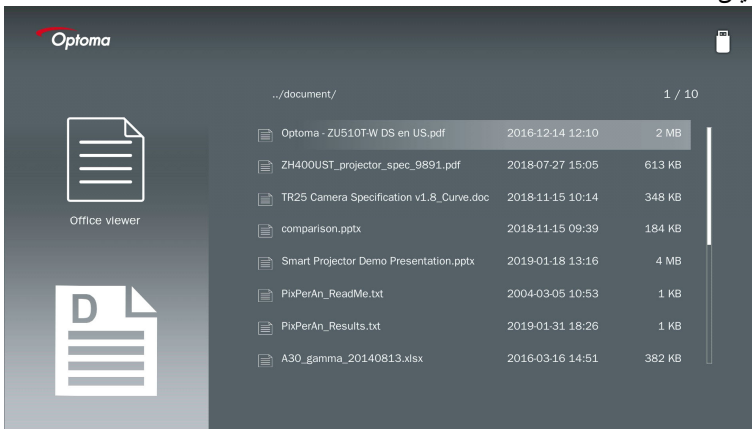 Optoma
../document/ 1 / 10
Optoma - ZU510T-W DS en US.pdf 2016-12-14 12:10 2 MB
ZH400UST_projector_spec_9891.pdf 2018-07-27 15:05 613 KB
TR25 Camera Specification v1.8_Curve.doc 2018-11-15 10:14 348 KB
Office viewer
comparison.pptx 2018-11-15 09:39 184 KB
Smart Projector Demo Presentation.pptx 2019-01-18 13:16 4 MB
PixPerAn_ReadMe.txt 2004-03-05 10:53 1 KB
D
PixPerAn_Results.txt 2019-01-31 18:26 1 KB
A30_gamma_20140813.xlsx 2016-03-16 14:51 382 KB